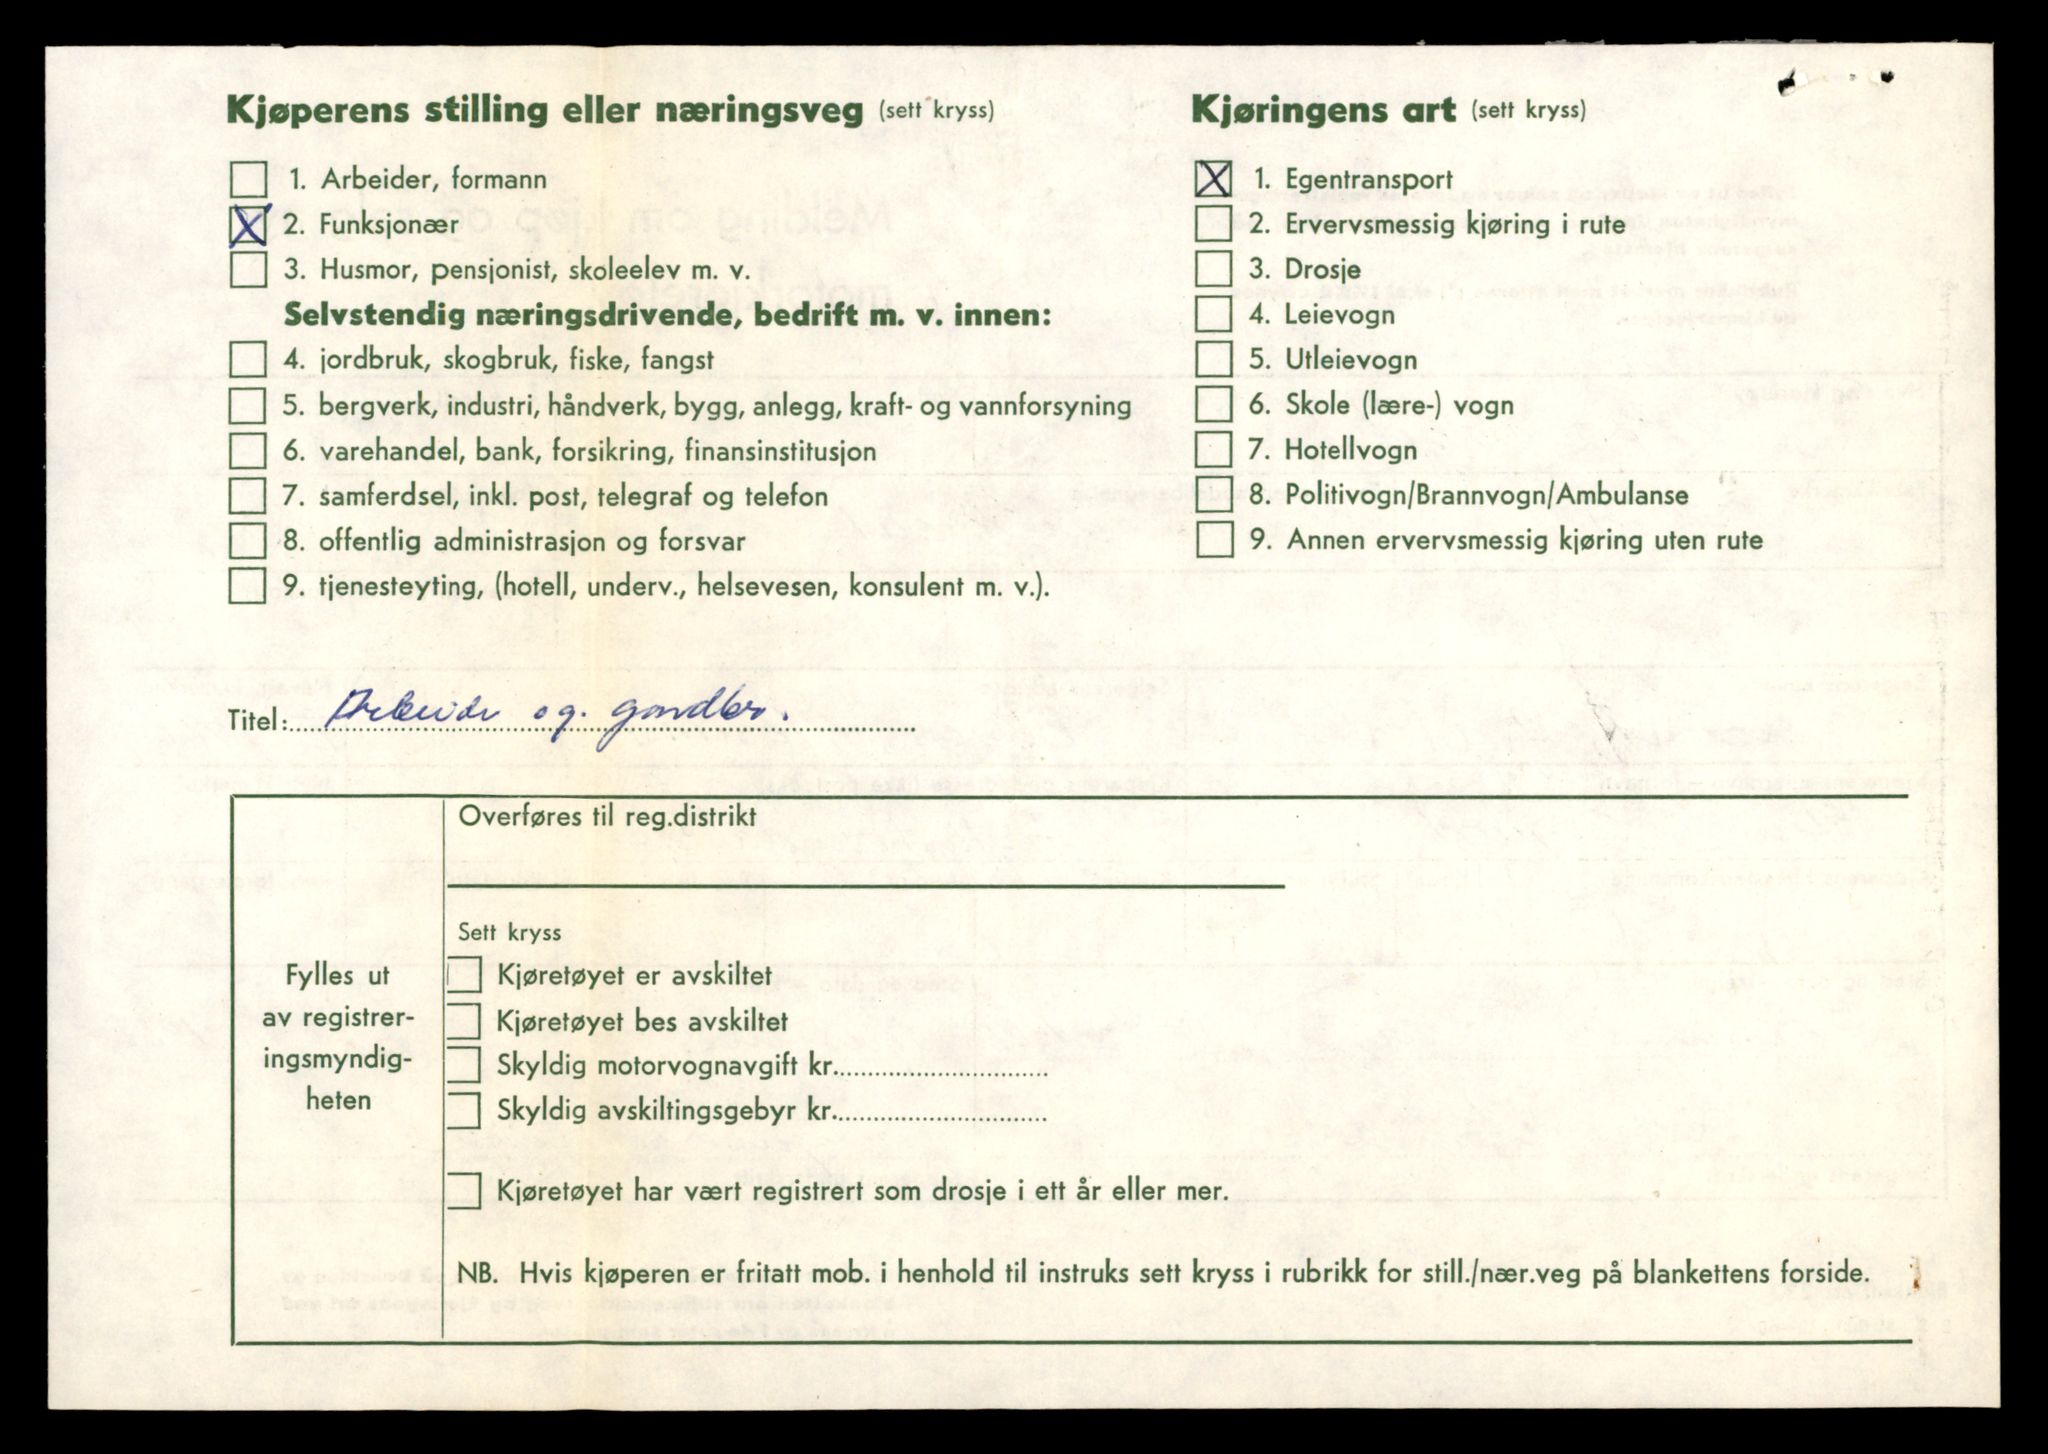 Kjøperens stilling eller næringsveg (sett kryss)
1. Arbeider, formann
2. Funksjonær
3. Husmor, pensjonist, skoleelev m. v.
Selvstendig næringsdrivende, bedrift m. v. innen:
4. jordbruk, skogbruk, fiske, fangst
5. bergverk, industri, håndverk, bygg, anlegg, kraft- og vannforsyning
6. varehandel, bank, forsikring, finansinstitusjon
7. samferdsel, inkl. post, telegraf og telefon
8. offentlig administrasjon og forsvar
9. tjenesteyting, (hotell, underv., helsevesen, konsulent m. v.).
Kjøringens art (sett kryss)
1. Egentransport
2. Ervervsmessig kjøring i rute
3. Drosje
4. Leievogn
5. Utleievogn
6. Skole (lære-) vogn
7. Hotellvogn
8. Politivogn/Brannvogn/Ambulanse
9. Annen ervervsmessig kjøring uten rute
Titel: og.
Fylles ut
av registrer-
ingsmyndig-
heten
Overføres til reg.distrikt
Sett kryss
Kjøretøyet er avskiltet
Kjøretøyet bes avskiltet
Skyldig motorvognavgift kr.
Skyldig avskiltingsgebyr kr.
Kjøretøyet har vært registrert som drosje i ett år eller mer.
NB. Hvis kjøperen er fritatt mob. i henhold til instruks sett kryss i rubrikk for still./nær.veg på blankettens forside.